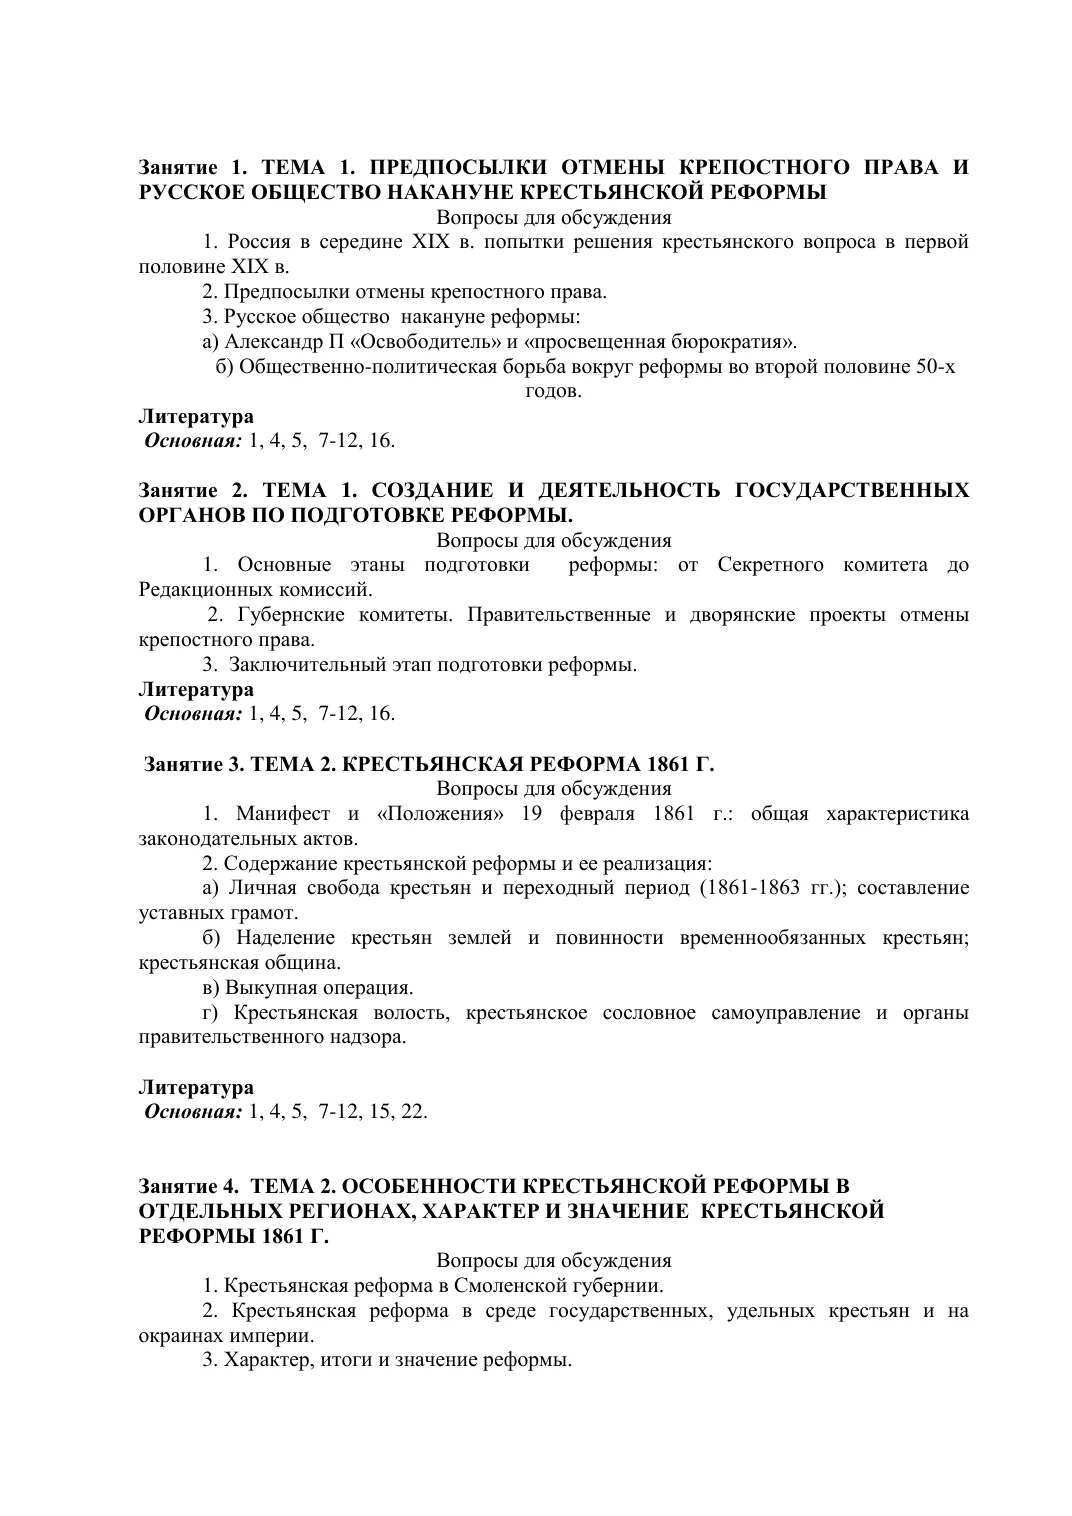 Занятие 1. ТЕМА 1. ПРЕДПОСЫЛКИ ОТМЕНЫ КРЕПОСТНОГО ПРАВА И
РУССКОЕ ОБЩЕСТВО НАКАНУНЕ КРЕСТЬЯНСКОЙ РЕФОРМЫ
Вопросы для обсуждения
1. Россия в середине XIX в. попытки решения крестьянского вопроса в первой
половине XIX в.
2. Предпосылки отмены крепостного права.
3. Русское общество накануне реформы:
а) Александр П «Освободитель» и «просвещенная бюрократия».
б) Общественно-политическая борьба вокруг реформы во второй половине 50-х
годов.
Литература
Основная: 1, 4, 5, 7-12, 16.
Занятие 2. ТЕМА 1. СОЗДАНИЕ И ДЕЯТЕЛЬНОСТЬ ГОСУДАРСТВЕННЫХ
ОРГАНОВ ПО ПОДГОТОВКЕ РЕФОРМЫ.
Вопросы для обсуждения
1. Основные этапы подготовки реформы: от Секретного комитета до
Редакционных комиссий.
2. Губернские комитеты. Правительственные и дворянские проекты отмены
крепостного права.
3. Заключительный этап подготовки реформы.
Литература
Основная: 1, 4, 5, 7-12, 16.
Занятие 3. ТЕМА 2. КРЕСТЬЯНСКАЯ РЕФОРМА 1861 Г.
Вопросы для обсуждения
1. Манифест и «Положения» 19 февраля 1861 г.: общая характеристика
законодательных актов.
2. Содержание крестьянской реформы и ее реализация:
а) Личная свобода крестьян и переходный период (1861-1863 гг.); составление
уставных грамот.
б) Наделение крестьян землей и повинности временнообязанных крестьян;
крестьянская община.
в) Выкупная операция.
г) Крестьянская волость, крестьянское сословное самоуправление и органы
правительственного надзора.
Литература
Основная: 1, 4, 5, 7-12, 15, 22.
Занятие 4. ТЕМА 2. ОСОБЕННОСТИ КРЕСТЬЯНСКОЙ РЕФОРМЫ В
ОТДЕЛЬНЫХ РЕГИОНАХ, ХАРАКТЕР И ЗНАЧЕНИЕ КРЕСТЬЯНСКОЙ
РЕФОРМЫ 1861 Г.
Вопросы для обсуждения
1. Крестьянская реформа в Смоленской губернии.
2. Крестьянская реформа в среде государственных, удельных крестьян и на
окраинах империи.
3. Характер, итоги и значение реформы.